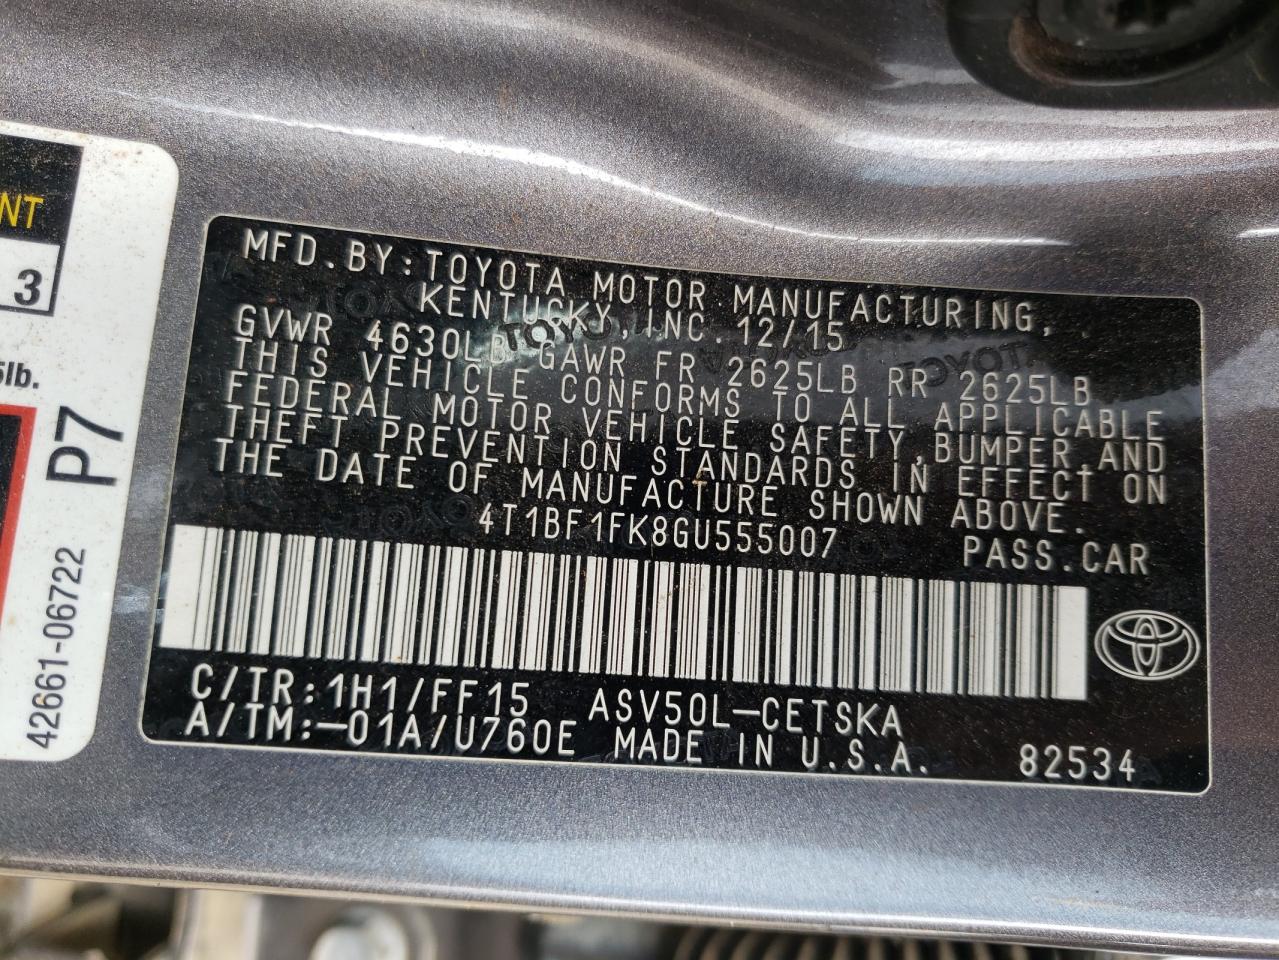 NT
3
5lb.
P7
42661-06722
MFD.BY:TOYOTA MOTOR MANUFACTURING,
KENTUCKY,INC.12/15
GVWR 4630LB GAWR FR 2625LB RR 2625LB
THIS VEHICLE CONFORMS TO ALL APPLICABLE
FEDERAL MOTOR VEHICLE SAFETY,BUMPER,AND
THEFT PREVENTION STANDARDS IN EFFECT ON
THE DATE OF MANUFACTURE SHOWN ABOVE.
4T1BF1FK8GU555007 PASS.CAR
C/TR:1H1/FF15 ASV50L-CETSKA
A/TM:-01A/U760E MADE IN U.S.A. 82534